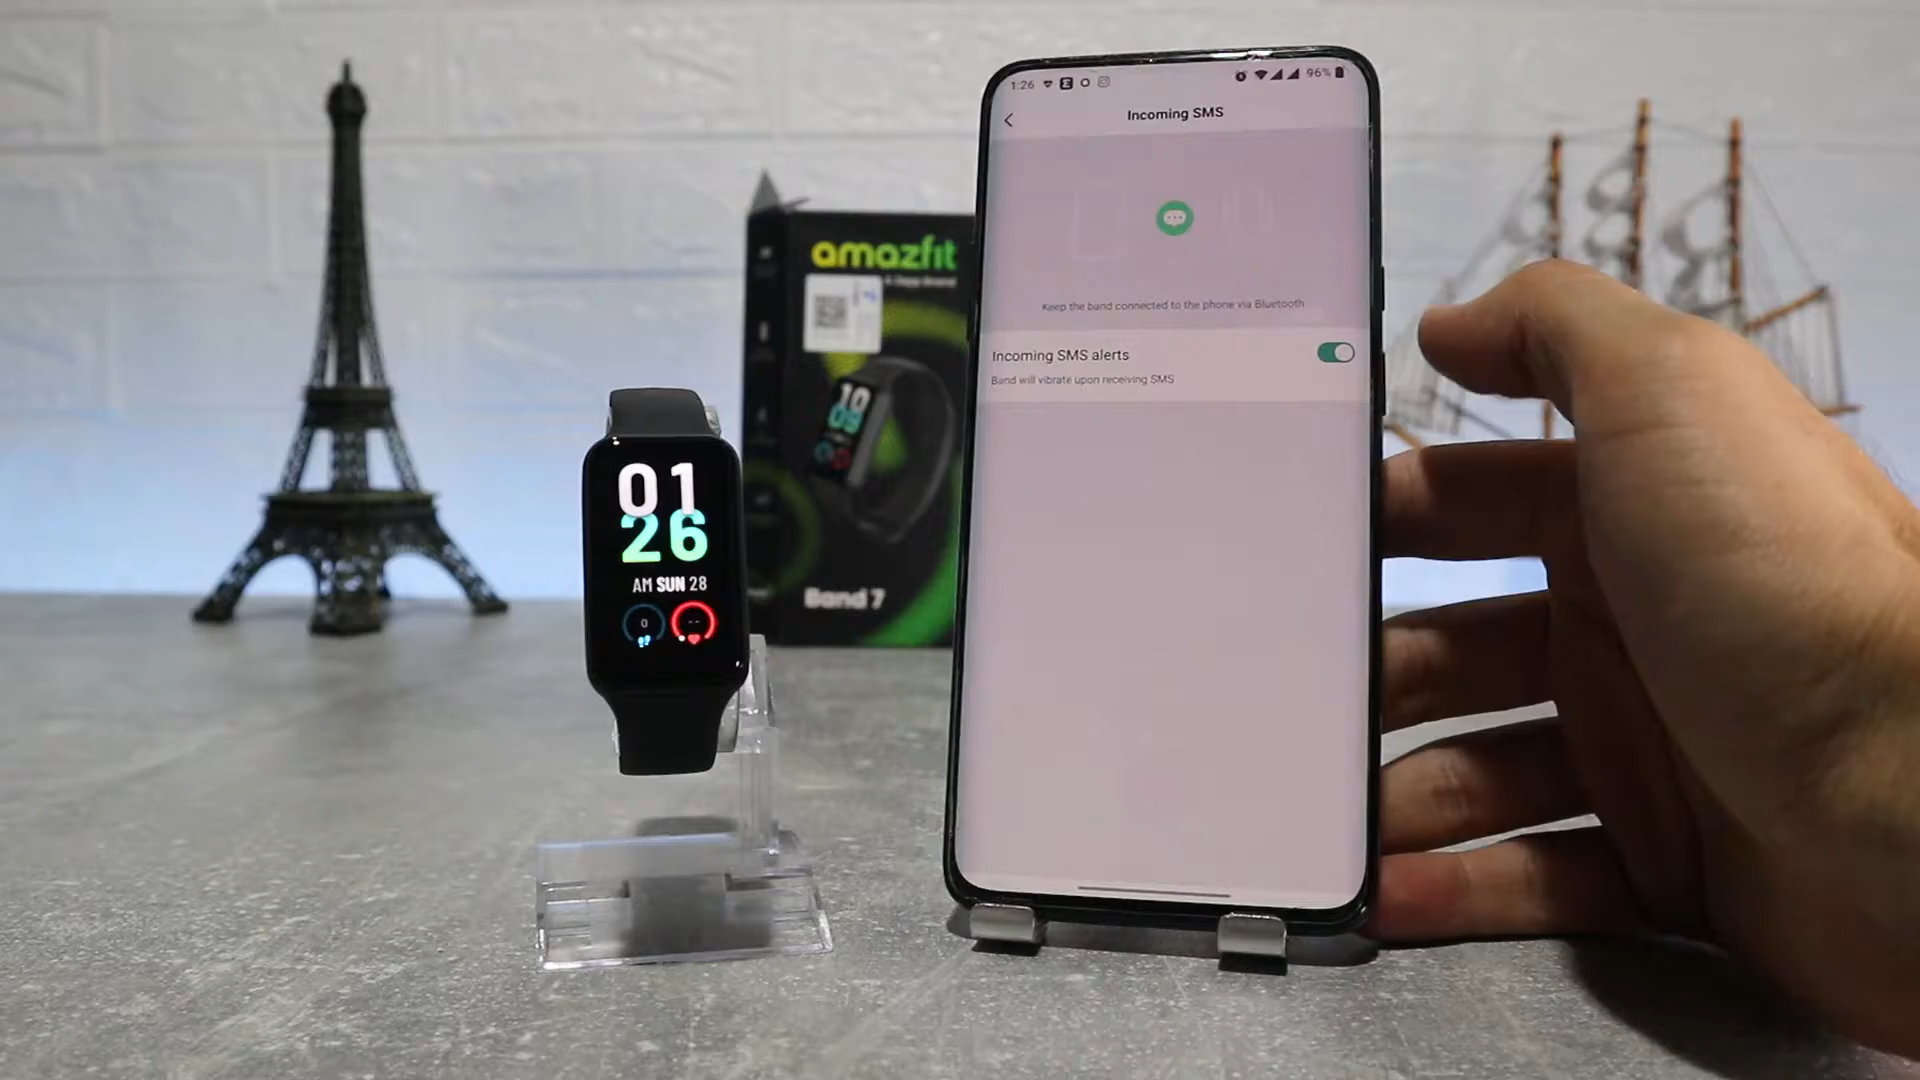 1:26
96%
Incoming SMS
Keep the band connected to the phone via Bluetooth
Incoming SMS alerts
Band will vibrate upon receiving SMS
amazfit
10
09
Band 7
01
26
AM SUN 28
0
--